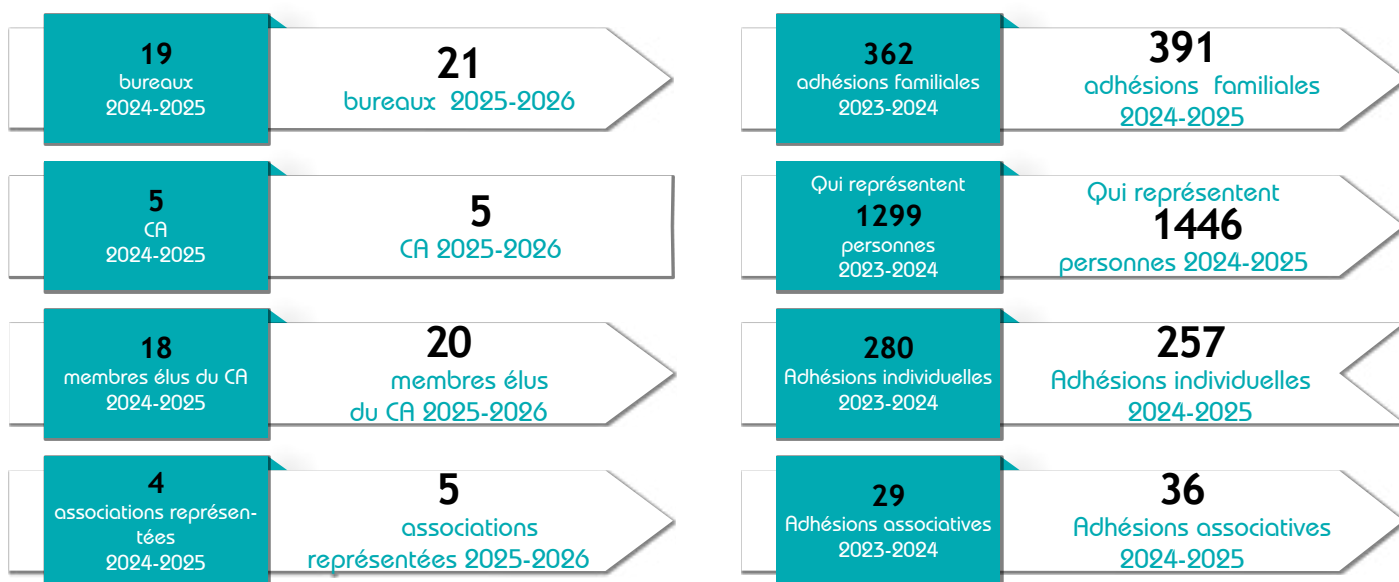 19
bureaux
2024-2025
21
bureaux 2025-2026
5
CA
2024-2025
5
CA 2025-2026
18
membres élus du CA
2024-2025
20
membres élus
du CA 2025-2026
4
associations représen-
tées
2024-2025
5
associations
représentées 2025-2026
362
adhésions familiales
2023-2024
391
adhésions familiales
2024-2025
Qui représentent
1299
personnes
2023-2024
Qui représentent
1446
personnes 2024-2025
280
Adhésions individuelles
2023-2024
257
Adhésions individuelles
2024-2025
29
Adhésions associatives
2023-2024
36
Adhésions associatives
2024-2025